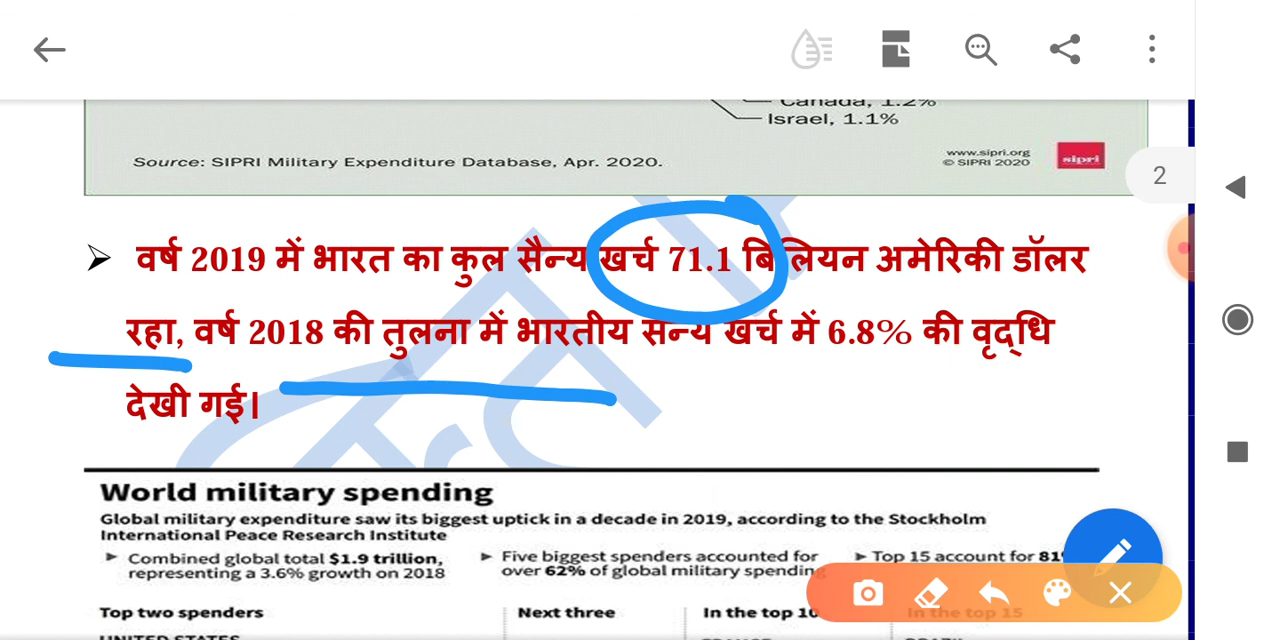 Canada, 1.2%
Israel, 1.1%
Source: SIPRI Military Expenditure Database, Apr. 2020.
www.sipri.org
© SIPRI 2020
sipri
2
वर्ष 2019 में भारत का कुल सैन्य खर्च 71.1 बिलियन अमेरिकी डॉलर
रहा, वर्ष 2018 की तुलना में भारतीय सैन्य खर्च में 6.8% की वृद्धि
देखी गई।
World military spending
Global military expenditure saw its biggest uptick in a decade in 2019, according to the Stockholm
International Peace Research Institute
Combined global total $1.9 trillion,
representing a 3.6% growth on 2018
Five biggest spenders accounted for
over 62% of global military spending
Top 15 account for
Top two spenders
Next three
In the top 10
In the top 15
UNITED STATES